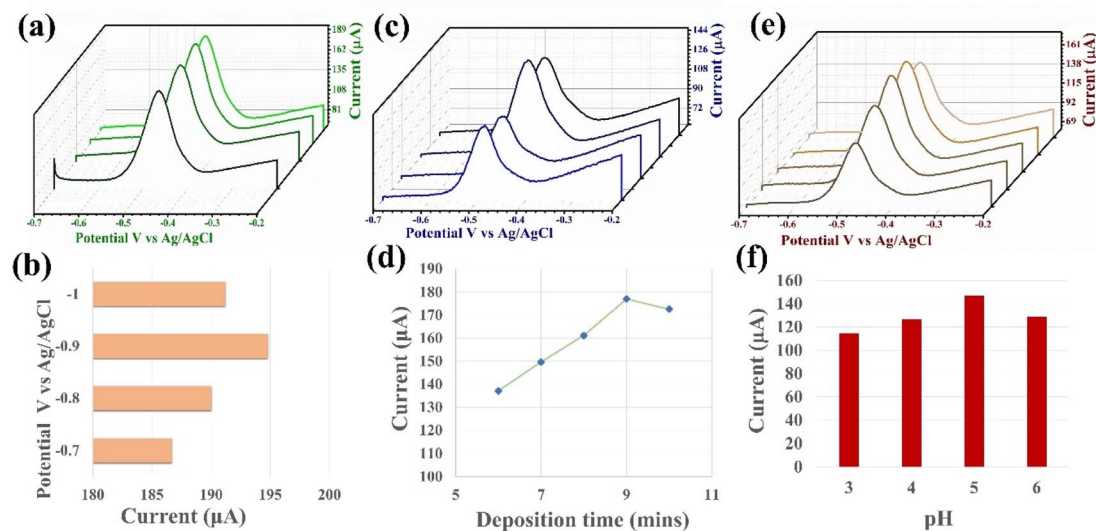 (a)
189
162
135
108
81
Current (μA)
-0.7
-0.6
-0.5
-0.4
-0.3
-0.2
Potential V vs Ag/AgCl
(c)
144
126
108
90
72
Current (μA)
-0.7
-0.6
-0.5
-0.4
-0.3
-0.2
Potential V vs Ag/AgCl
(e)
161
138
115
92
69
Current (μA)
-0.7
-0.6
-0.5
-0.4
-0.3
-0.2
Potential V vs Ag/AgCl
(b)
Potential V vs Ag/AgCl
-1
-0.9
-0.8
-0.7
180 185 190 195 200
Current (μA)
(d)
Current (μA)
190
180
170
160
150
140
130
120
110
100
5 7 9 11
Deposition time (mins)
(f)
Current (μA)
160
140
120
100
80
60
40
20
0
3 4 5 6
pH